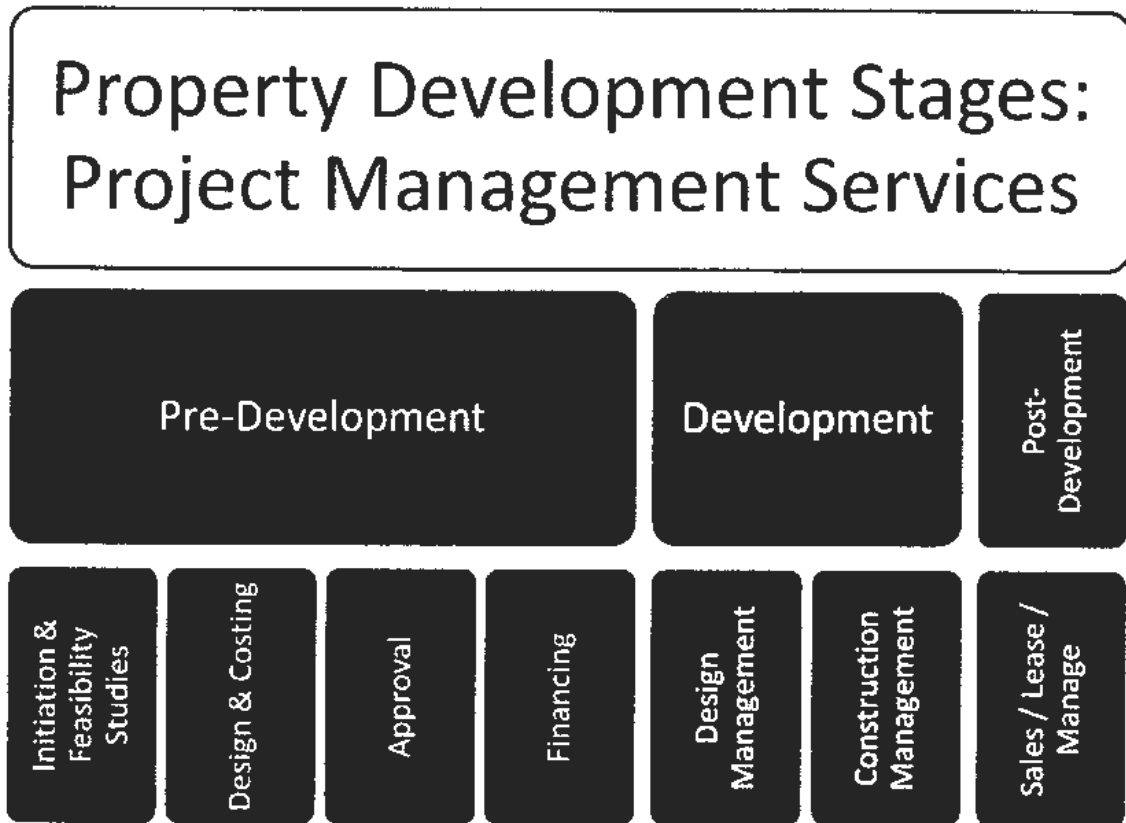 Property Development Stages:
Project Management Services
Pre-Development
Development
Post-
Development
Initiation &
Feasibility
Studies
Design & Costing
Approval
Financing
Design
Management
Construction
Management
Sales / Lease /
Manage